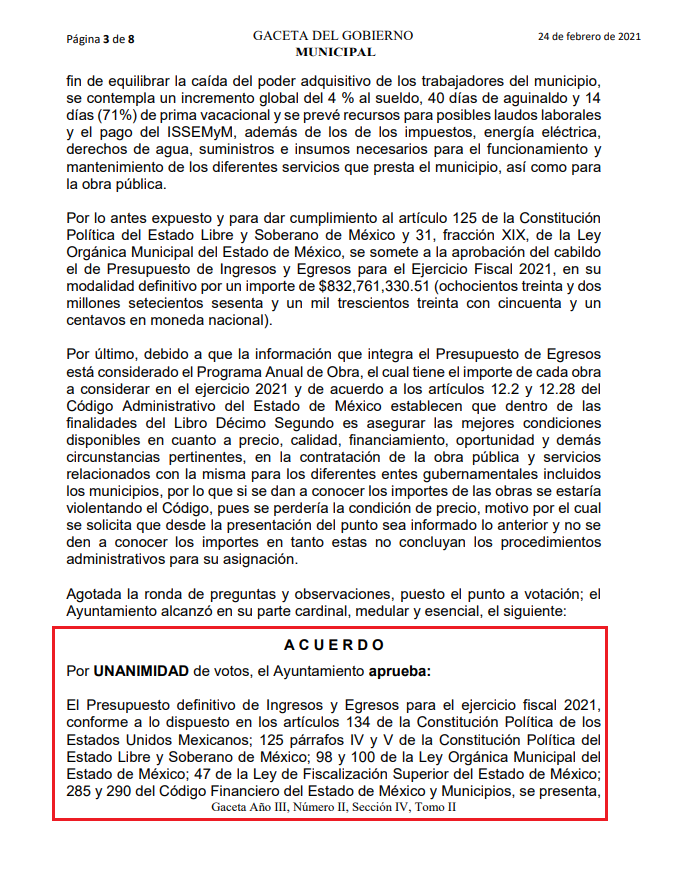 Página 3 de 8
GACETA DEL GOBIERNO
MUNICIPAL
24 de febrero de 2021
fin de equilibrar la caída del poder adquisitivo de los trabajadores del municipio,
se contempla un incremento global del 4 % al sueldo, 40 días de aguinaldo y 14
días (71%) de prima vacacional y se prevé recursos para posibles laudos laborales
y el pago del ISSEMyM, además de los de los impuestos, energía eléctrica,
derechos de agua, suministros e insumos necesarios para el funcionamiento y
mantenimiento de los diferentes servicios que presta el municipio, así como para
la obra pública.
Por lo antes expuesto y para dar cumplimiento al artículo 125 de la Constitución
Política del Estado Libre y Soberano de México y 31, fracción XIX, de la Ley
Orgánica Municipal del Estado de México, se somete a la aprobación del cabildo
el de Presupuesto de Ingresos y Egresos para el Ejercicio Fiscal 2021, en su
modalidad definitivo por un importe de $832,761,330.51 (ochocientos treinta y dos
millones setecientos sesenta y un mil trescientos treinta con cincuenta y un
centavos en moneda nacional).
Por último, debido a que la información que integra el Presupuesto de Egresos
está considerado el Programa Anual de Obra, el cual tiene el importe de cada obra
a considerar en el ejercicio 2021 y de acuerdo a los artículos 12.2 y 12.28 del
Código Administrativo del Estado de México establecen que dentro de las
finalidades del Libro Décimo Segundo es asegurar las mejores condiciones
disponibles en cuanto a precio, calidad, financiamiento, oportunidad y demás
circunstancias pertinentes, en la contratación de la obra pública y servicios
relacionados con la misma para los diferentes entes gubernamentales incluidos
los municipios, por lo que si se dan a conocer los importes de las obras se estaría
violentando el Código, pues se perdería la condición de precio, motivo por el cual
se solicita que desde la presentación del punto sea informado lo anterior y no se
den a conocer los importes en tanto estas no concluyan los procedimientos
administrativos para su asignación.
Agotada la ronda de preguntas y observaciones, puesto el punto a votación; el
Ayuntamiento alcanzó en su parte cardinal, medular y esencial, el siguiente:
A C U E R D O
Por UNANIMIDAD de votos, el Ayuntamiento aprueba:
El Presupuesto definitivo de Ingresos y Egresos para el ejercicio fiscal 2021,
conforme a lo dispuesto en los artículos 134 de la Constitución Política de los
Estados Unidos Mexicanos; 125 párrafos IV y V de la Constitución Política del
Estado Libre y Soberano de México; 98 y 100 de la Ley Orgánica Municipal del
Estado de México; 47 de la Ley de Fiscalización Superior del Estado de México;
285 y 290 del Código Financiero del Estado de México y Municipios, se presenta,
Gaceta Año III, Número II, Sección IV, Tomo II